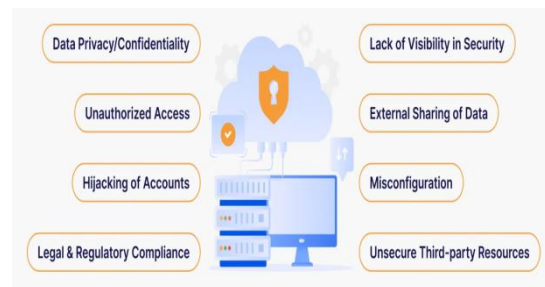 Data Privacy/Confidentiality
Lack of Visibility in Security
Unauthorized Access
External Sharing of Data
Hijacking of Accounts
Misconfiguration
Legal & Regulatory Compliance
Unsecure Third-party Resources